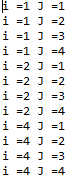 i =1 J =1
i =1 J =2
i =1 J =3
i =1 J =4
i =2 J =1
i =2 J =2
i =2 J =3
i =2 J =4
i =4 J =1
i =4 J =2
i =4 J =3
i =4 J =4